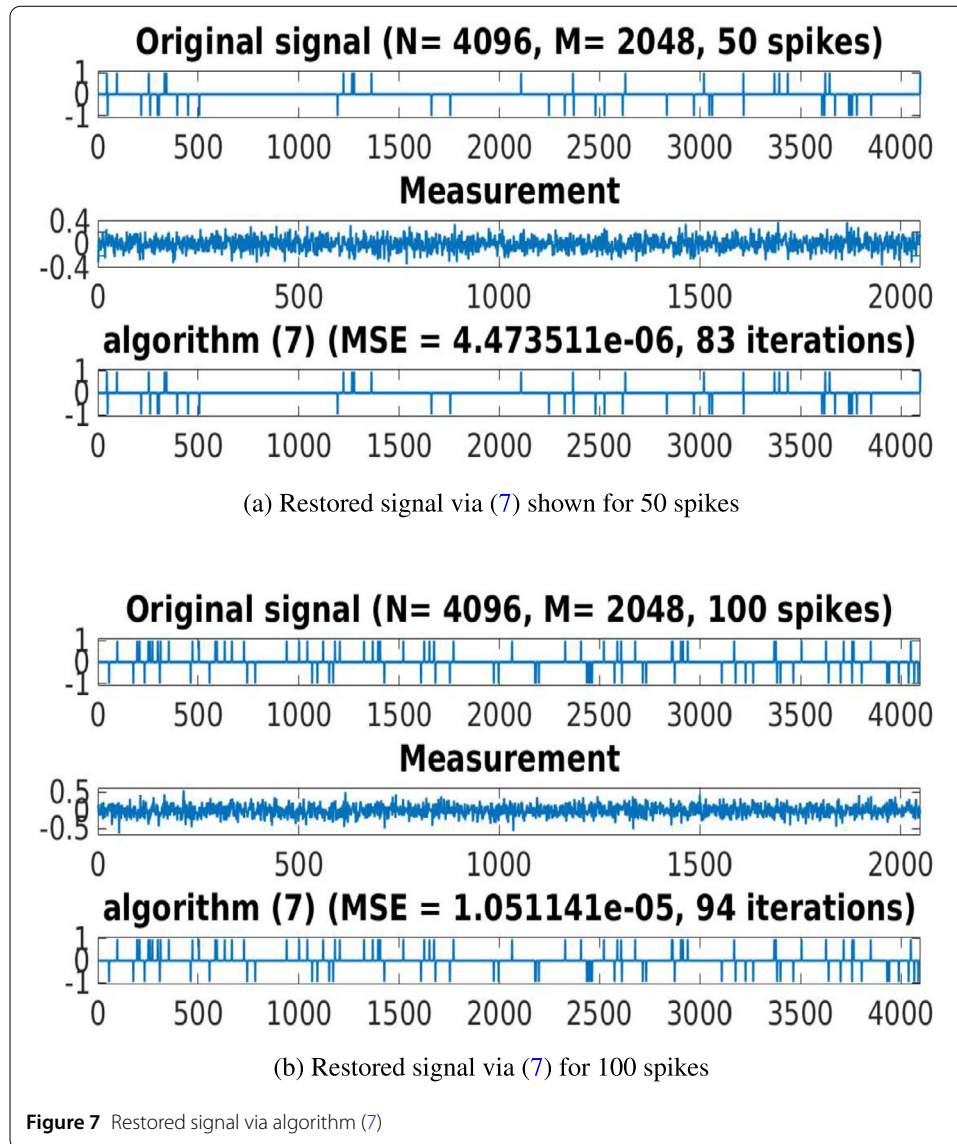 Original signal (N= 4096, M= 2048, 50 spikes)
1
0
-1
0 500 1000 1500 2000 2500 3000 3500 4000
Measurement
0.4
0
-0.4
0 500 1000 1500 2000
algorithm (7) (MSE = 4.473511e-06, 83 iterations)
1
0
-1
0 500 1000 1500 2000 2500 3000 3500 4000
(a) Restored signal via (7) shown for 50 spikes
Original signal (N= 4096, M= 2048, 100 spikes)
1
0
-1
0 500 1000 1500 2000 2500 3000 3500 4000
Measurement
0.5
0
-0.5
0 500 1000 1500 2000
algorithm (7) (MSE = 1.051141e-05, 94 iterations)
1
0
-1
0 500 1000 1500 2000 2500 3000 3500 4000
(b) Restored signal via (7) for 100 spikes
Figure 7 Restored signal via algorithm (7)